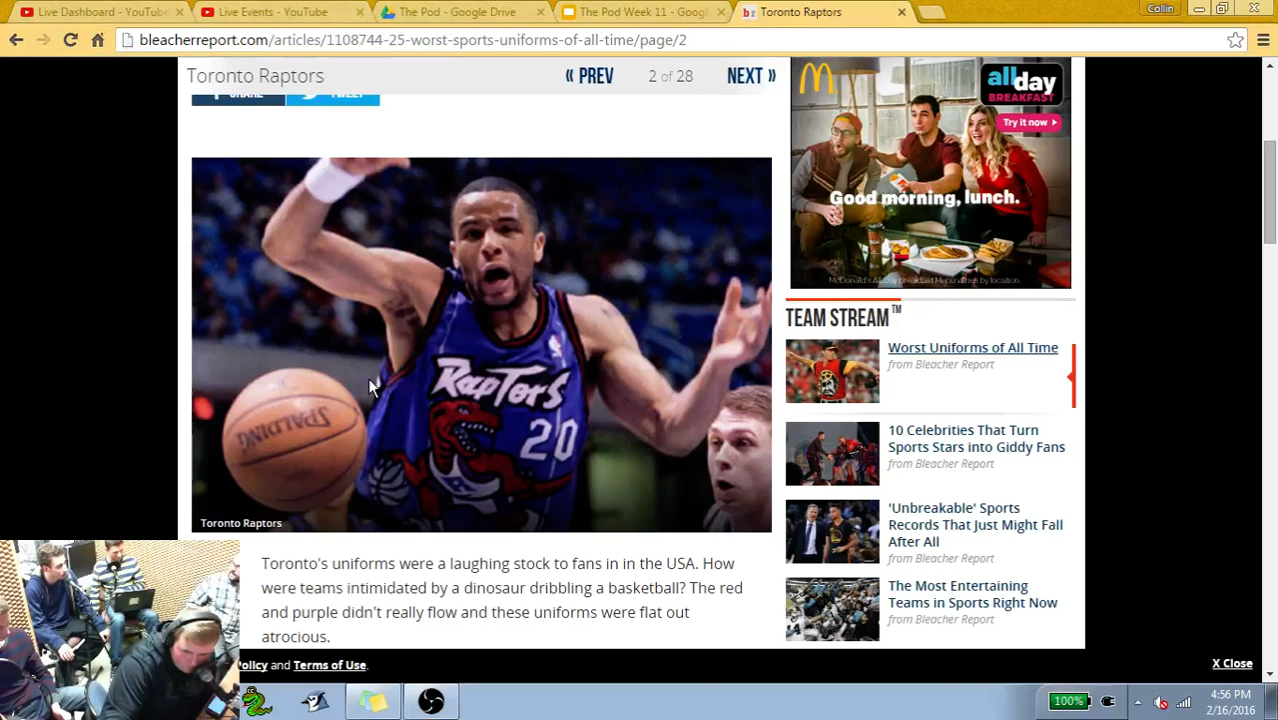 Live Dashboard - YouTube
Live Events - YouTube
The Pod - Google Drive
The Pod Week 11 - Goog
Toronto Raptors
Collin
bleacherreport.com/articles/1108744-25-worst-sports-uniforms-of-all-time/page/2
Toronto Raptors
« PREV
2 of 28
NEXT »
SHARE
TWEET
all day
BREAKFAST
Try it now
Good morning, lunch.
SPALDING
RAPTORS
20
Toronto Raptors
TEAM STREAM™
Worst Uniforms of All Time
from Bleacher Report
10 Celebrities That Turn
Sports Stars into Giddy Fans
from Bleacher Report
'Unbreakable' Sports
Records That Just Might Fall
After All
from Bleacher Report
The Most Entertaining
Teams in Sports Right Now
from Bleacher Report
Toronto's uniforms were a laughing stock to fans in in the USA. How
were teams intimidated by a dinosaur dribbling a basketball? The red
and purple didn't really flow and these uniforms were flat out
atrocious.
Policy and Terms of Use.
X Close
100%
4:56 PM
2/16/2016